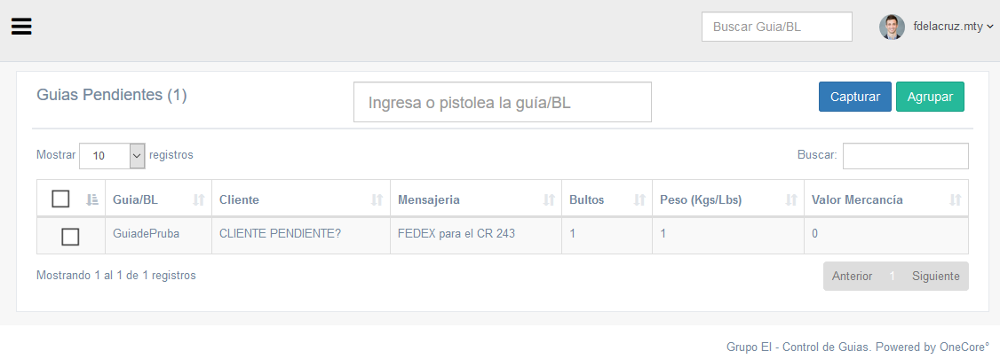 Buscar Guia/BL
fdelacruz.mty
Guias Pendientes (1)
Ingresa o pistolea la guía/BL
Capturar
Agrupar
Mostrar 10 registros
Buscar:
Guia/BL Cliente Mensajeria Bultos Peso (Kgs/Lbs) Valor Mercancía
GuiadePruba CLIENTE PENDIENTE? FEDEX para el CR 243 1 1 0
Mostrando 1 al 1 de 1 registros
Anterior 1 Siguiente
Grupo EI - Control de Guias. Powered by OneCore°